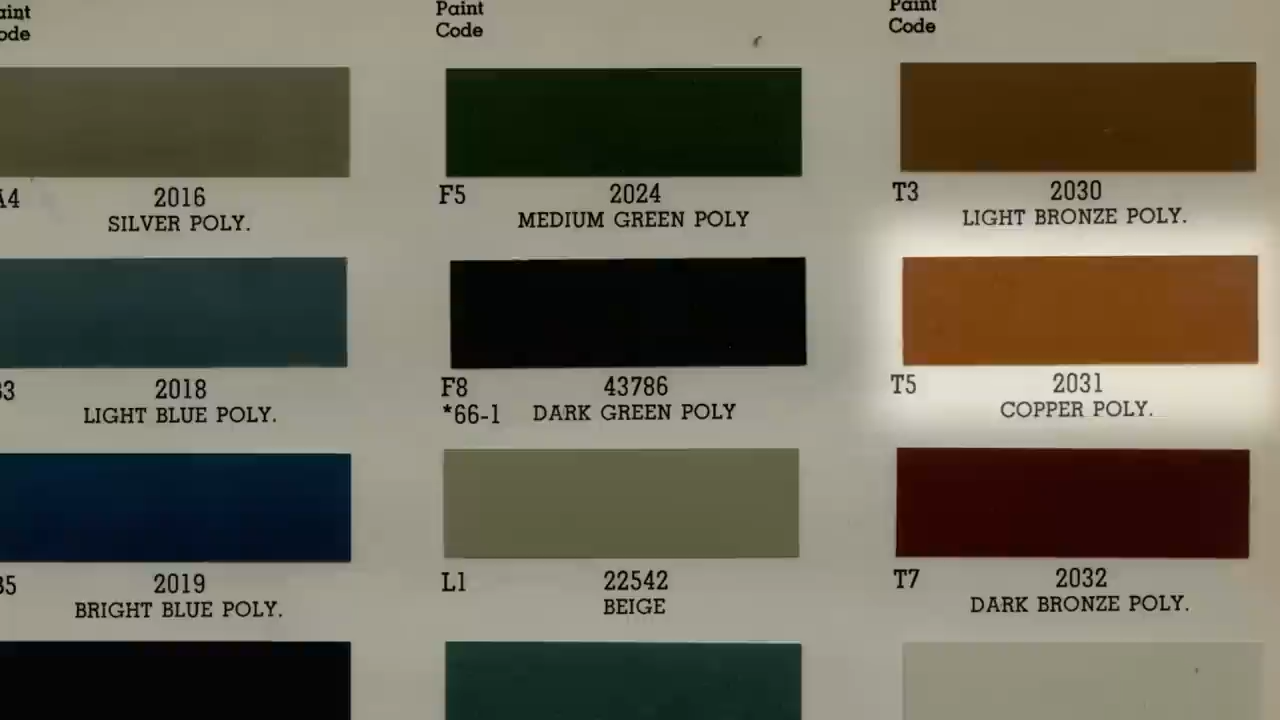 Paint
Code
Paint
Code
2016
SILVER POLY.
F5 2024
MEDIUM GREEN POLY
T3 2030
LIGHT BRONZE POLY.
2018
LIGHT BLUE POLY.
F8 43786
*66-1 DARK GREEN POLY
T5 2031
COPPER POLY.
2019
BRIGHT BLUE POLY.
L1 22542
BEIGE
T7 2032
DARK BRONZE POLY.